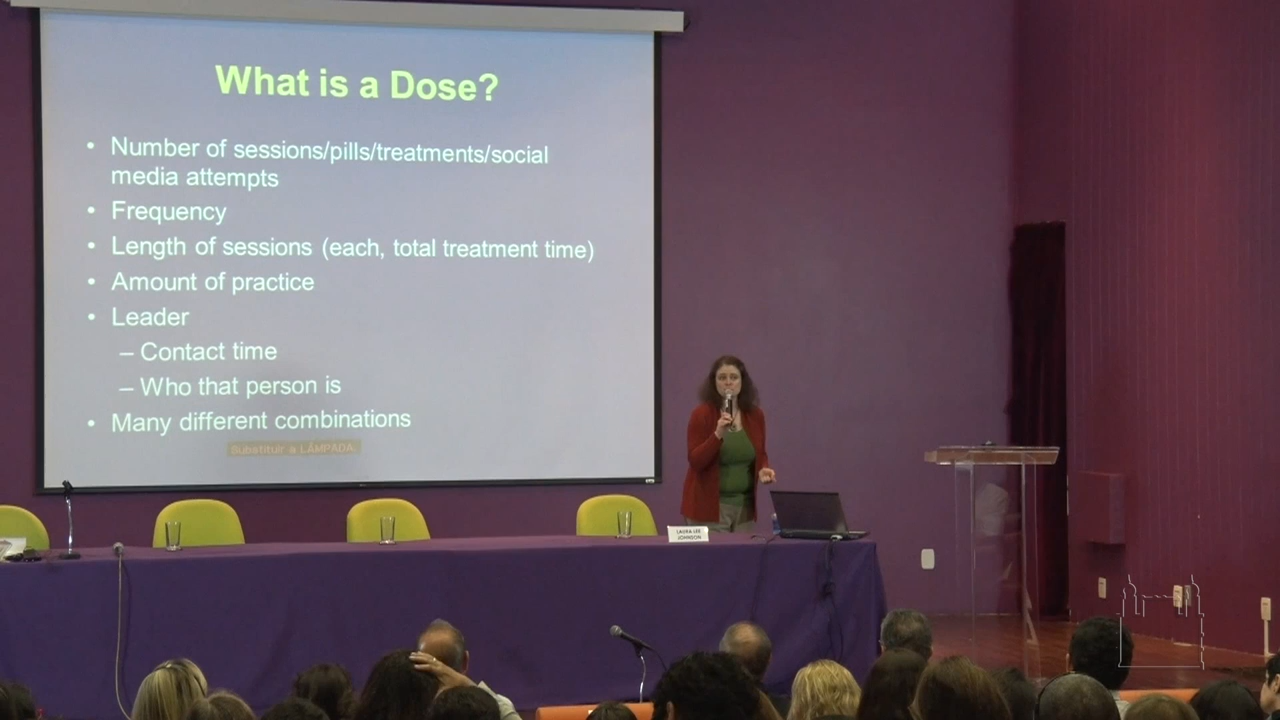 What is a Dose?
• Number of sessions/pills/treatments/social
media attempts
• Frequency
• Length of sessions (each, total treatment time)
• Amount of practice
• Leader
– Contact time
– Who that person is
• Many different combinations
Substituir a LÂMPADA
LAURA LEE
JOHNSON